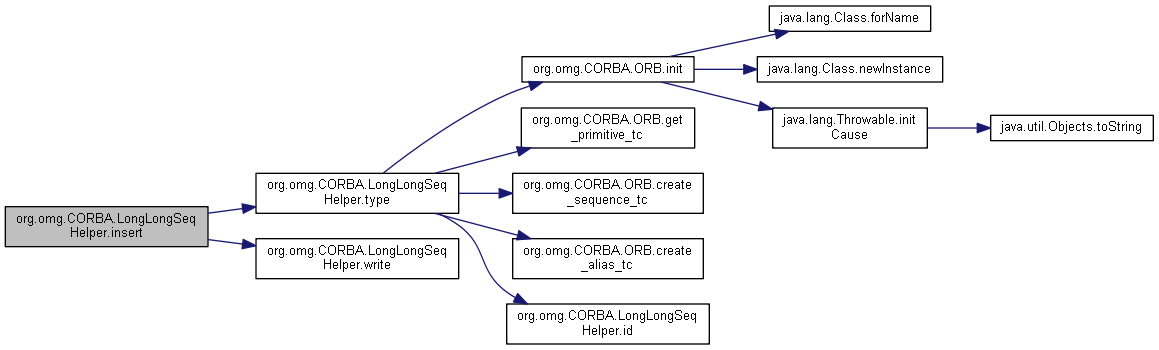 java.lang.Class.forName
org.omg.CORBA.ORB.init
java.lang.Class.newInstance
org.omg.CORBA.ORB.get
_primitive_tc
java.lang.Throwable.init
Cause
java.util.Objects.toString
org.omg.CORBA.LongLongSeq
Helper.type
org.omg.CORBA.ORB.create
_sequence_tc
org.omg.CORBA.LongLongSeq
Helper.insert
org.omg.CORBA.LongLongSeq
Helper.write
org.omg.CORBA.ORB.create
_alias_tc
org.omg.CORBA.LongLongSeq
Helper.id